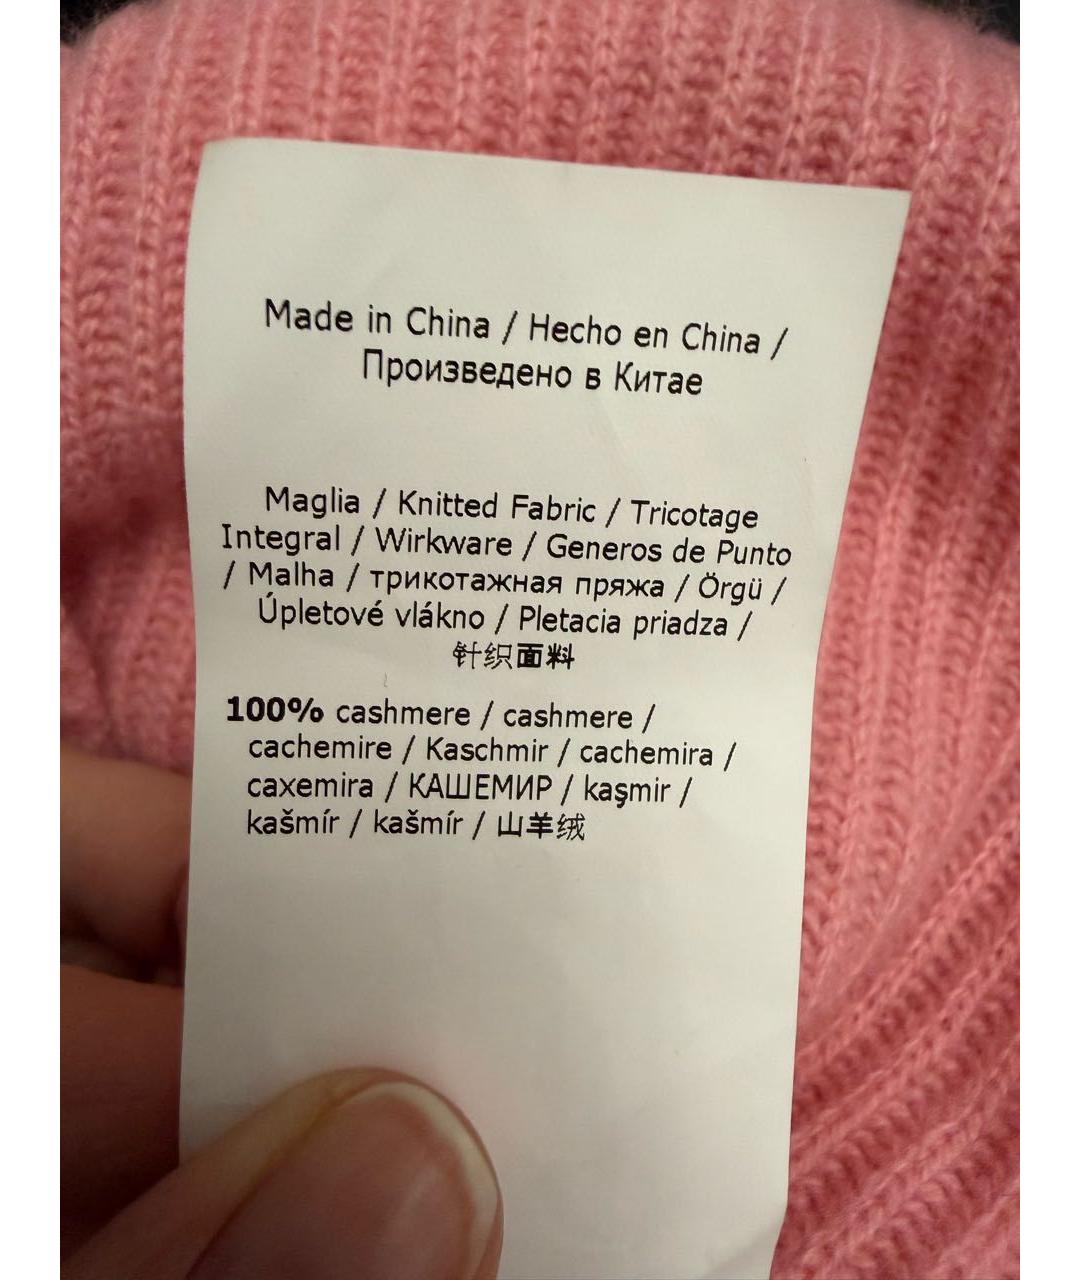 Made in China / Hecho en China /
Произведено в Китае
Maglia / Knitted Fabric / Tricotage
Integral / Wirkware / Generos de Punto
/ Malha / трикотажная пряжа / Örgü /
Úpletové vlákno / Pletacia priadza /
针织面料
100% cashmere / cashmere /
cachemire / Kaschmir / cachemira /
caxemira / КАШЕМИР / kaşmir /
kašmír / kašmír / 山羊绒